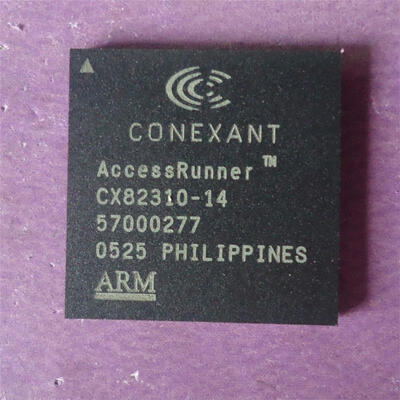 CONEXANT
AccessRunner™
CX82310-14
57000277
0525 PHILIPPINES
ARM